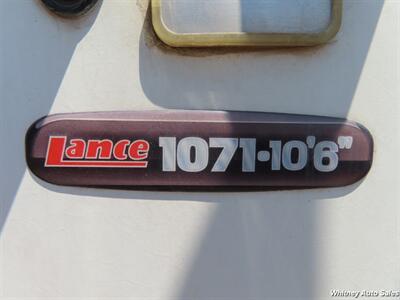 Lance 1071-10'6"
Whitney Auto Sales